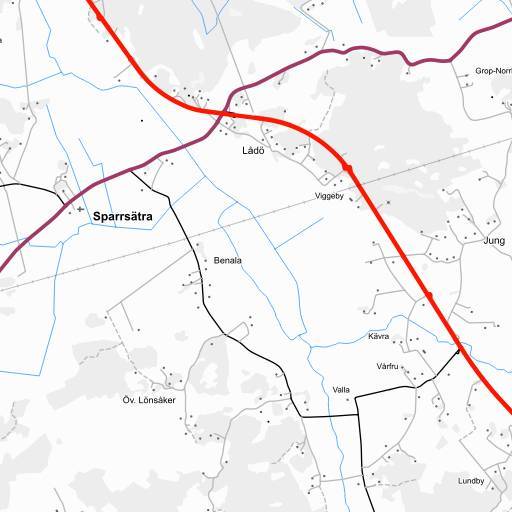 Grop-Norr
Lådö
Viggeby
Sparrsätra
Jung
Benala
Kävra
Vårfru
Valla
Öv. Lönsåker
Lundby